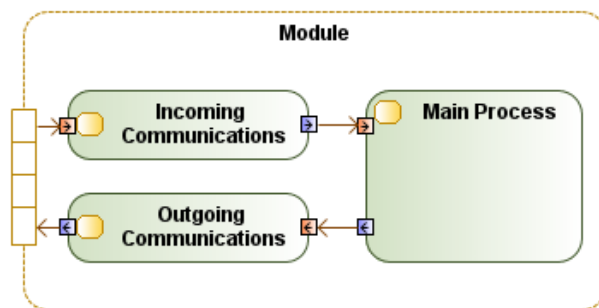 Module
Incoming
Communications
Main Process
Outgoing
Communications